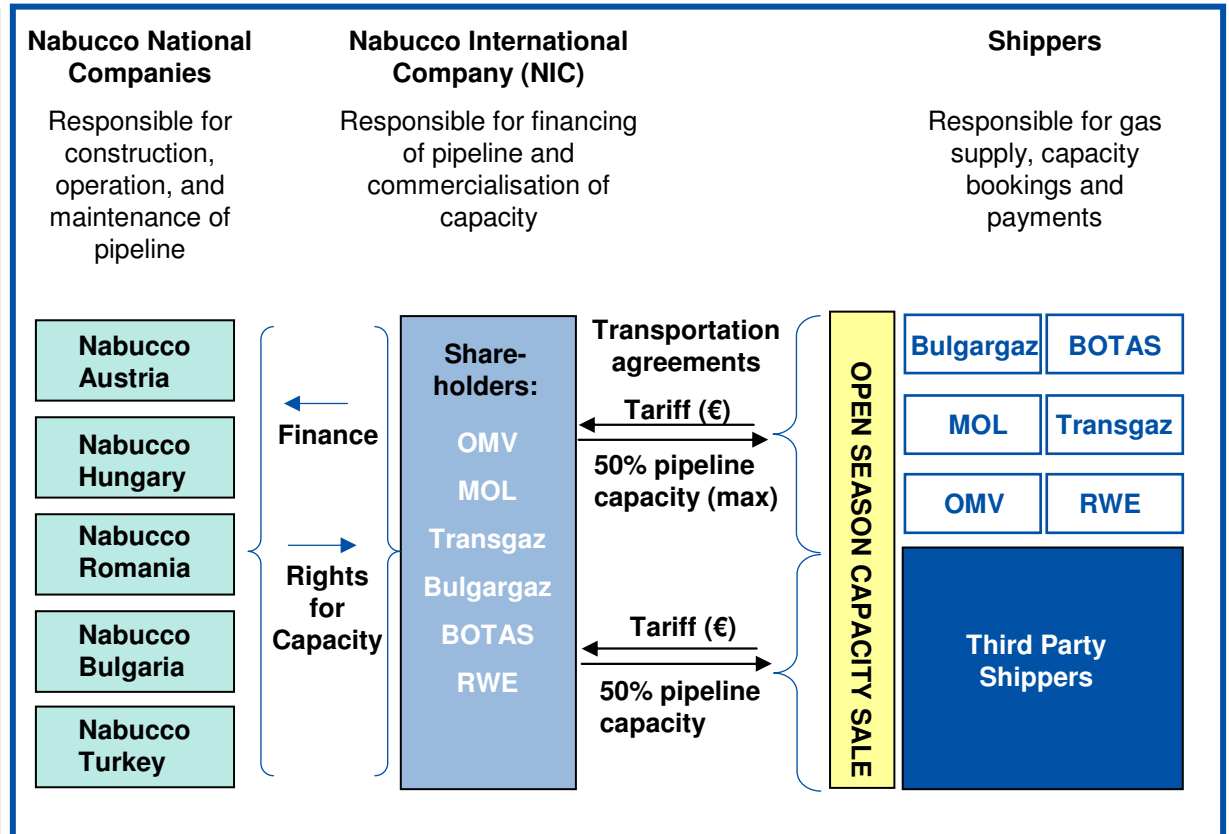 Nabucco National
Companies
Responsible for
construction,
operation, and
maintenance of
pipeline
Nabucco International
Company (NIC)
Responsible for financing
of pipeline and
commercialisation of
capacity
Shippers
Responsible for gas
supply, capacity
bookings and
payments
Nabucco
Austria
Nabucco
Hungary
Nabucco
Romania
Nabucco
Bulgaria
Nabucco
Turkey
Finance
Rights
for
Capacity
Share-
holders:
OMV
MOL
Transgaz
Bulgargaz
BOTAS
RWE
Transportation
agreements
Tariff (€)
50% pipeline
capacity (max)
Tariff (€)
50% pipeline
capacity
OPEN SEASON CAPACITY SALE
Bulgargaz
BOTAS
MOL
Transgaz
OMV
RWE
Third Party
Shippers